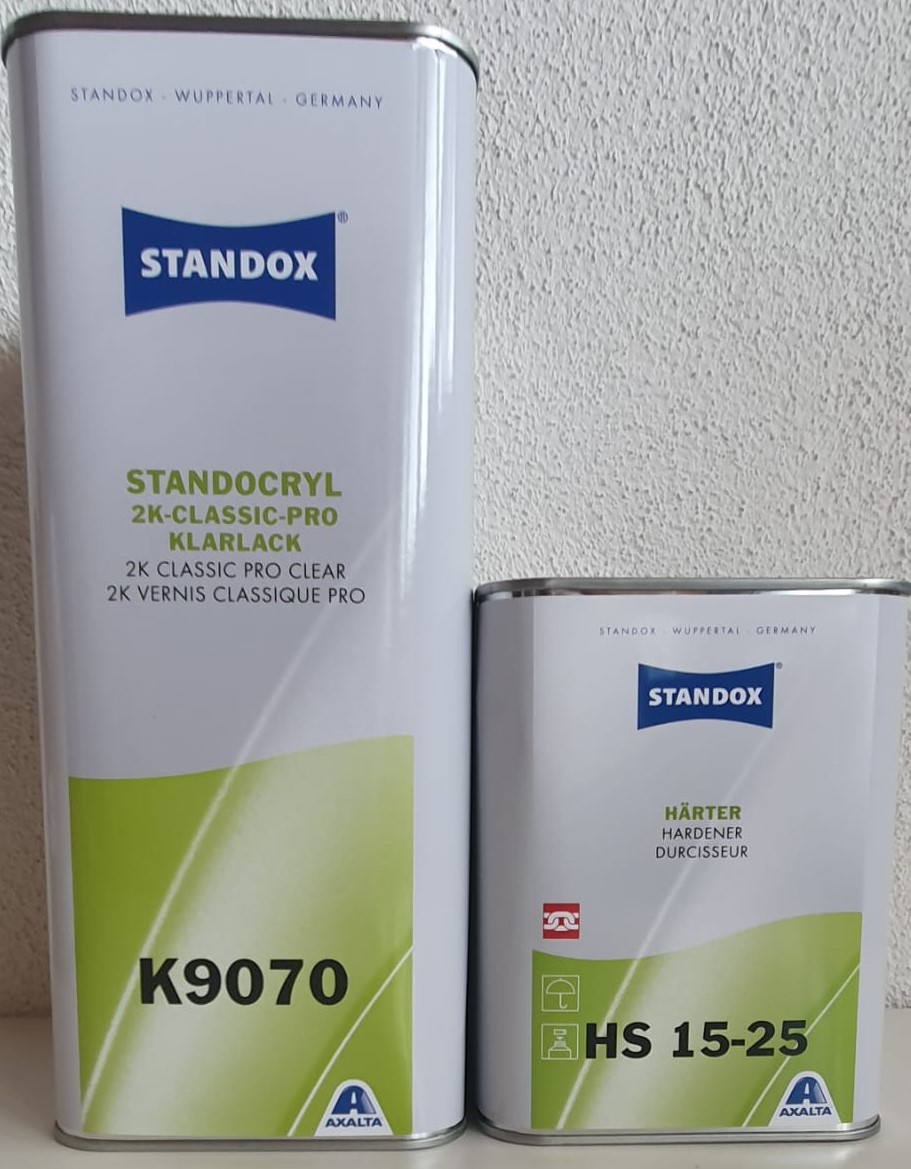 STANDOX · WUPPERTAL · GERMANY
STANDOX®
STANDOCRYL
2K-CLASSIC-PRO
KLARLACK
2K CLASSIC PRO CLEAR
2K VERNIS CLASSIQUE PRO
K9070
AXALTA
STANDOX · WUPPERTAL · GERMANY
STANDOX®
HÄRTER
HARDENER
DURCISSEUR
HS 15-25
AXALTA